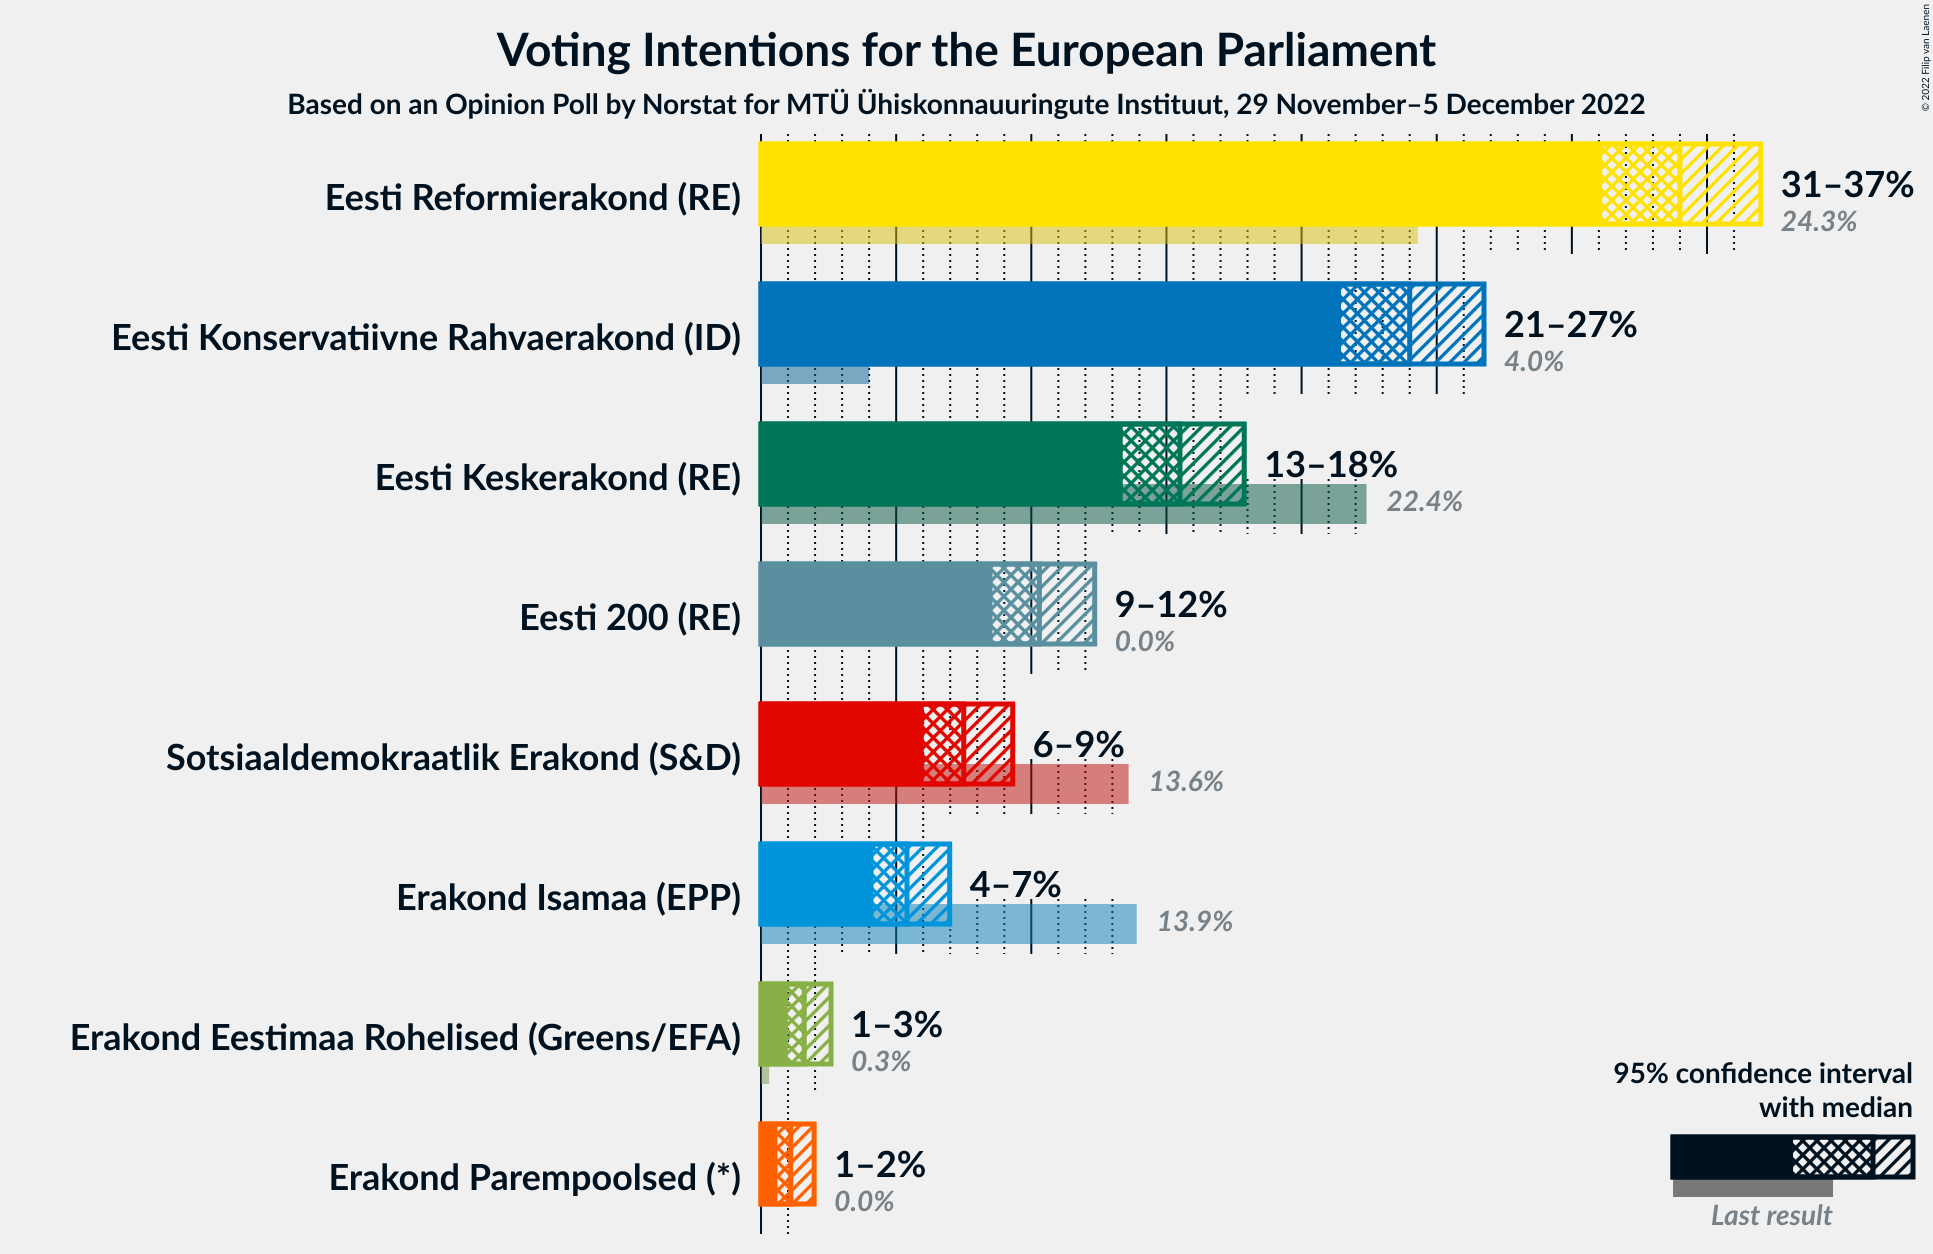 Voting Intentions for the European Parliament
Based on an Opinion Poll by Norstat for MTÜ Ühiskonnauuringute Instituut, 29 November–5 December 2022
© 2022 Filip van Laenen
Eesti Reformierakond (RE)
31–37%
24.3%
Eesti Konservatiivne Rahvaerakond (ID)
21–27%
4.0%
Eesti Keskerakond (RE)
13–18%
22.4%
Eesti 200 (RE)
9–12%
0.0%
Sotsiaaldemokraatlik Erakond (S&D)
6–9%
13.6%
Erakond Isamaa (EPP)
4–7%
13.9%
Erakond Eestimaa Rohelised (Greens/EFA)
1–3%
0.3%
Erakond Parempoolsed (*)
1–2%
0.0%
95% confidence interval
with median
Last result